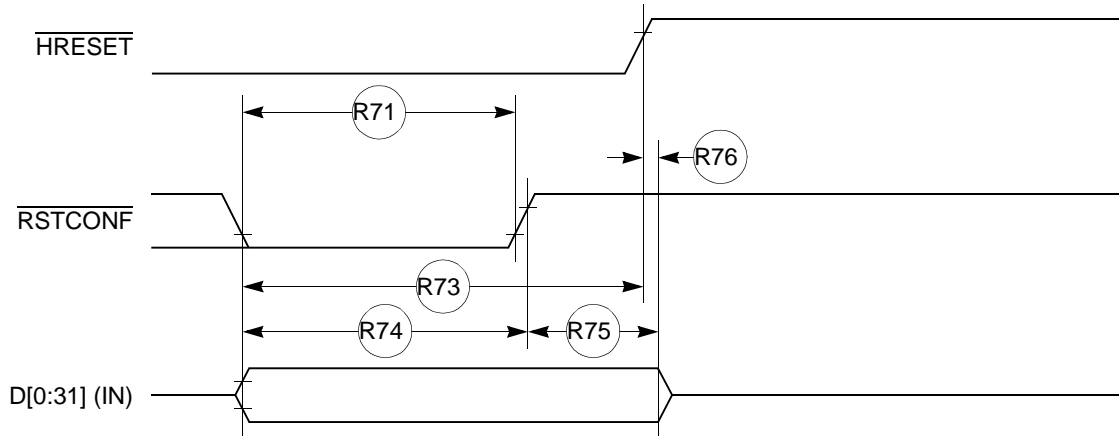 HRESET
R71
R76
RSTCONF
R73
R74
R75
D[0:31] (IN)